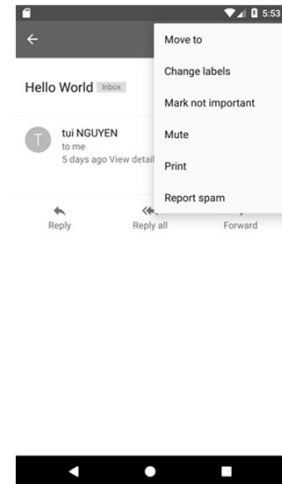 5:53
Move to
Change labels
Hello World Inbox
Mark not important
T
tui NGUYEN
Mute
to me
5 days ago View detail
Print
Report spam
Reply
Reply all
Forward